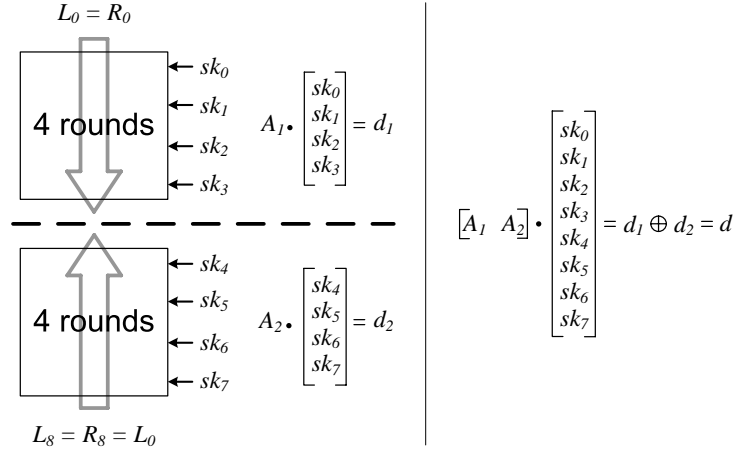 L₀ = R₀
4 rounds
sk₀
sk₁
sk₂
sk₃
A₁• [sk₀ sk₁ sk₂ sk₃] = d₁
4 rounds
sk₄
sk₅
sk₆
sk₇
A₂• [sk₄ sk₅ sk₆ sk₇] = d₂
L₈ = R₈ = L₀
[A₁ A₂] • [sk₀ sk₁ sk₂ sk₃ sk₄ sk₅ sk₆ sk₇] = d₁ ⊕ d₂ = d